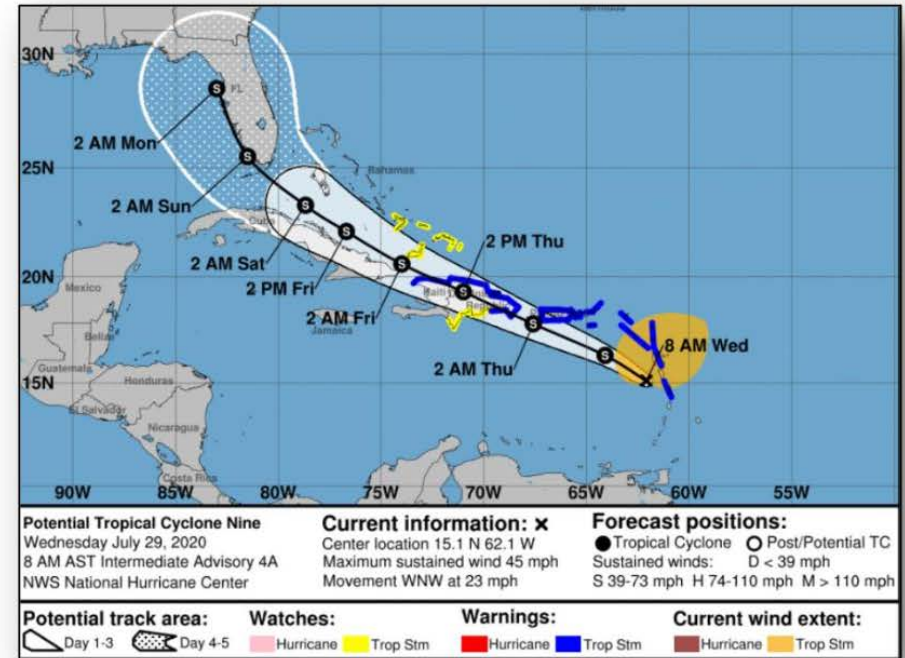 30N
FL
2 AM Mon
25N
Bahamas
2 AM Sun
Cuba
2 PM Thu
2 AM Sat
20N
Mexico
2 PM Fri
Haiti
2 AM Fri
Jamaica
8 AM Wed
Belize
2 AM Thu
Guatemala
15N
Honduras
El Salvador
Nicaragua
Costa Rica
90W 85W 80W 75W 70W 65W 60W 55W
Potential Tropical Cyclone Nine
Wednesday July 29, 2020
8 AM AST Intermediate Advisory 4A
NWS National Hurricane Center
Current information: x
Center location 15.1 N 62.1 W
Maximum sustained wind 45 mph
Movement WNW at 23 mph
Forecast positions:
Tropical Cyclone Post/Potential TC
Sustained winds: D < 39 mph
S 39-73 mph H 74-110 mph M > 110 mph
Potential track area:
Day 1-3 Day 4-5
Watches:
Hurricane Trop Stm
Warnings:
Hurricane Trop Stm
Current wind extent:
Hurricane Trop Stm